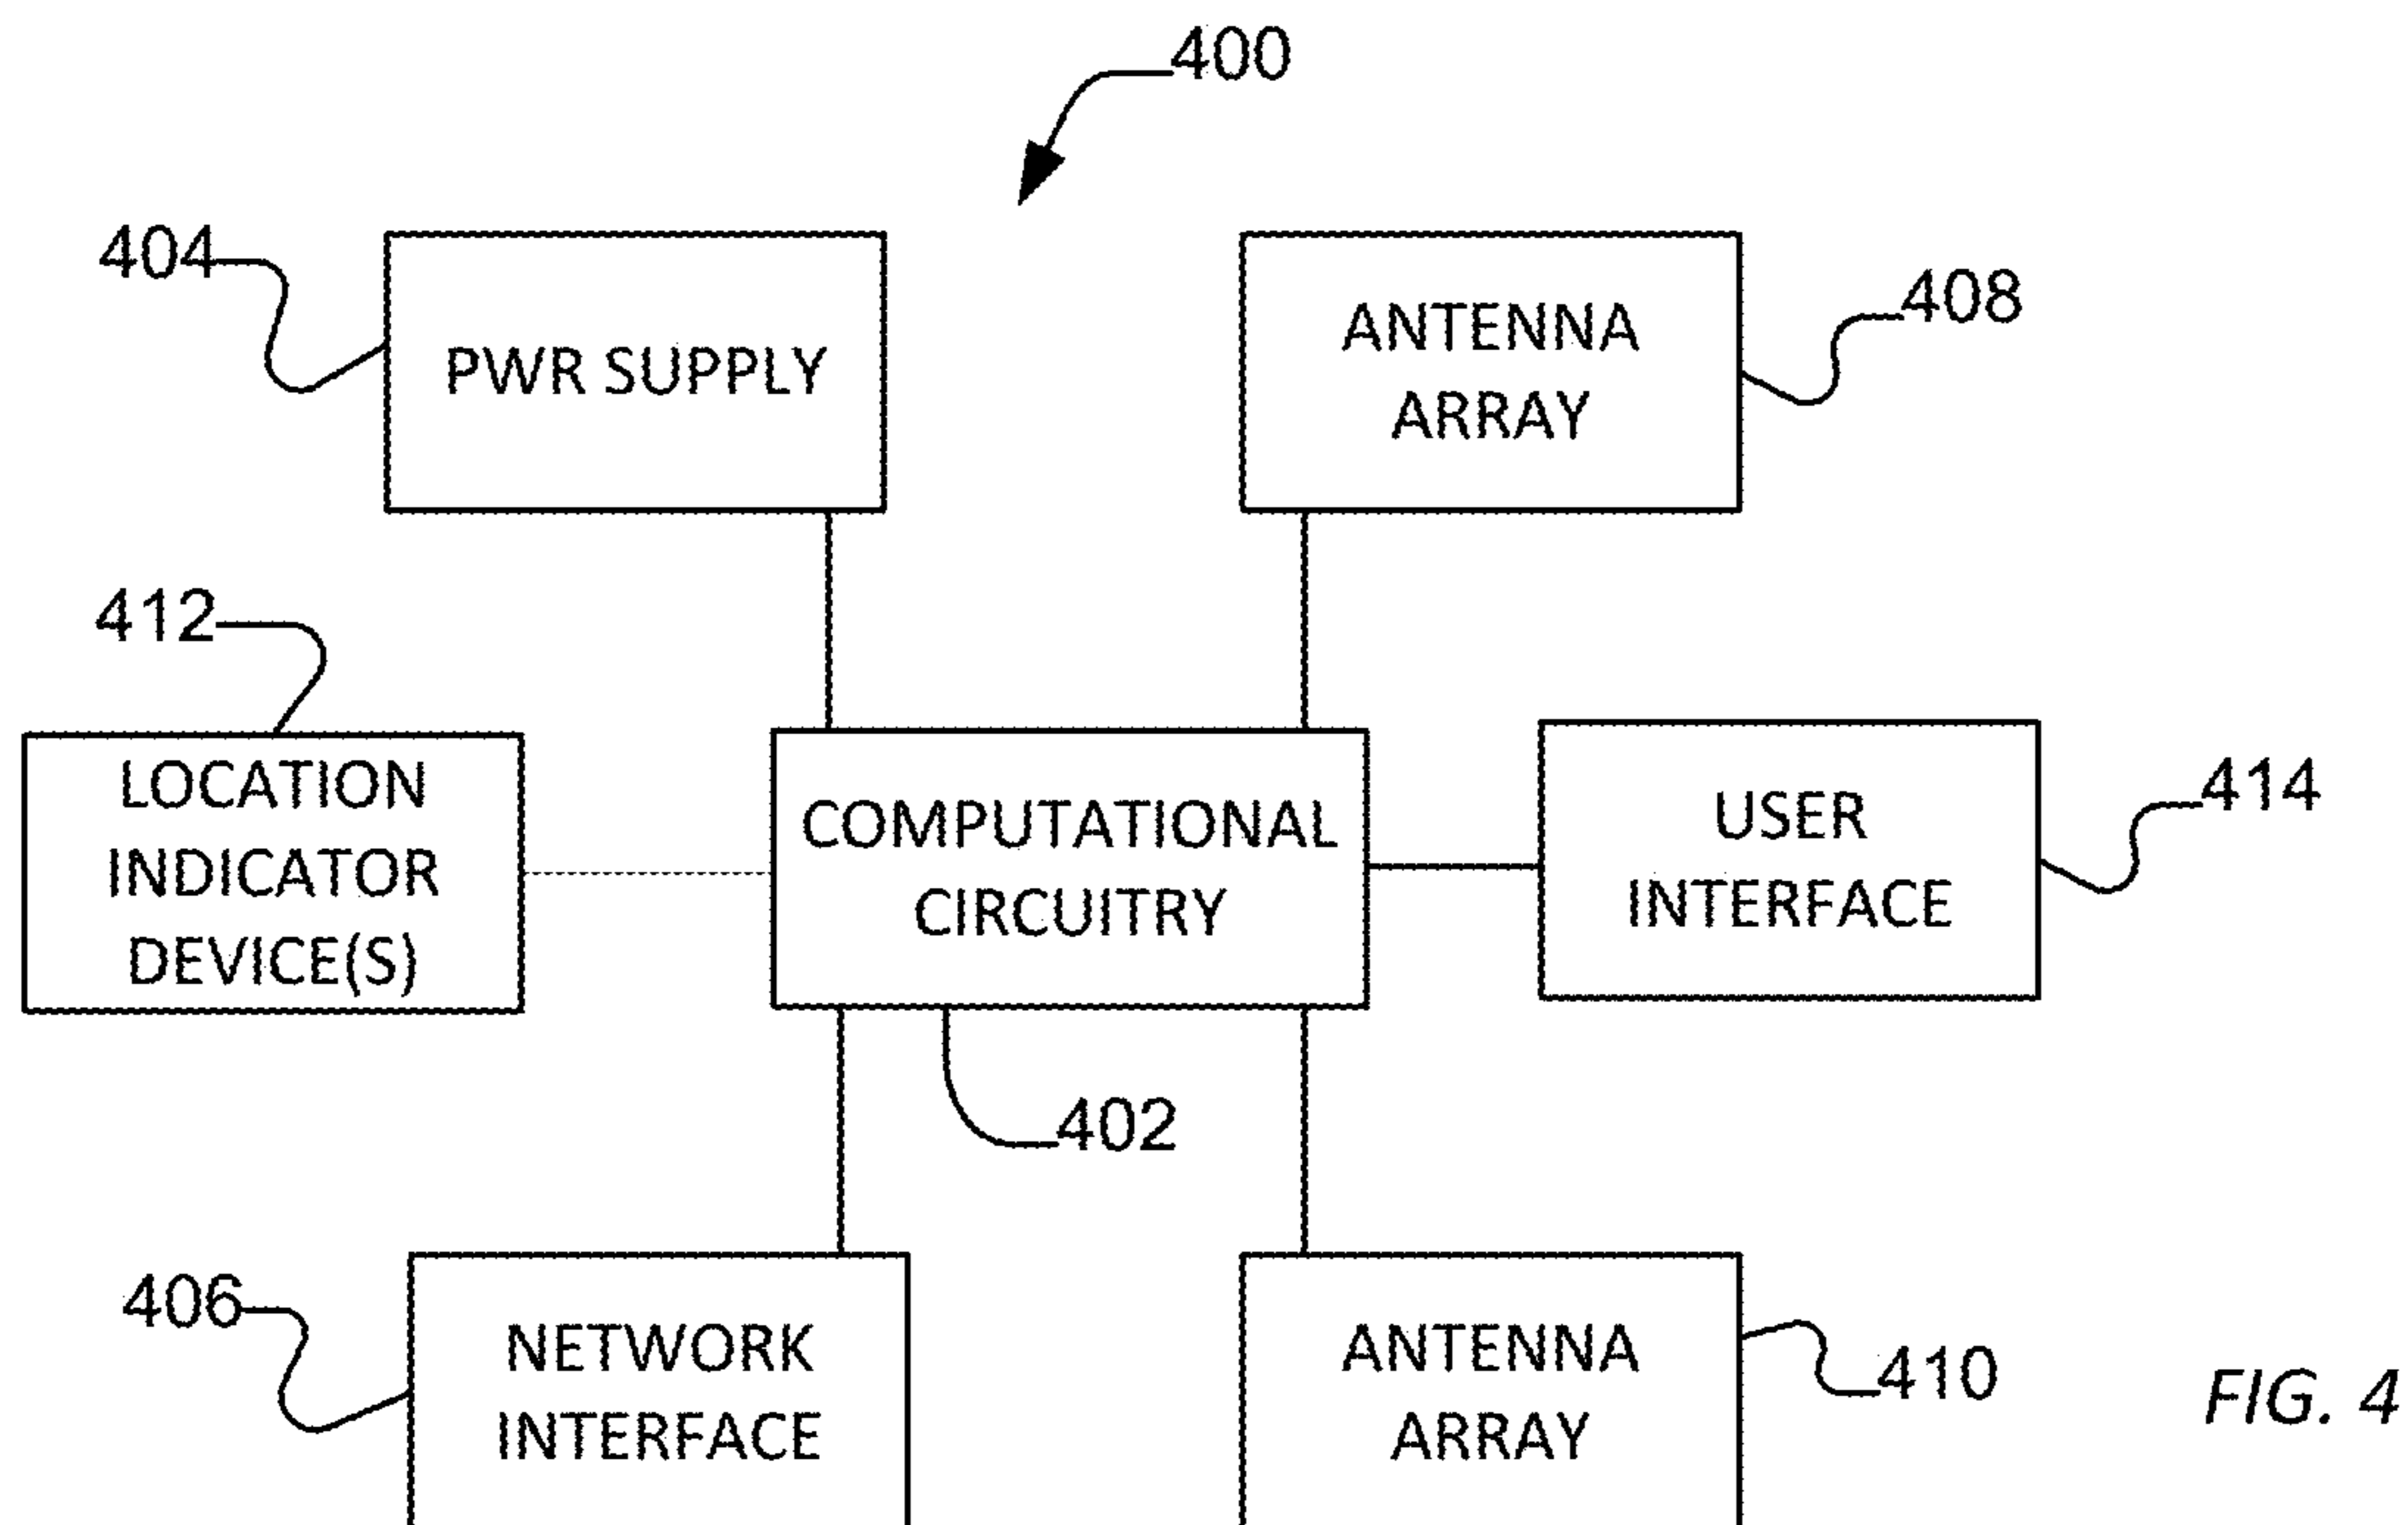 400
404
PWR SUPPLY
ANTENNA
ARRAY
408
412
LOCATION
INDICATOR
DEVICE(S)
COMPUTATIONAL
CIRCUITRY
USER
INTERFACE
414
402
406
NETWORK
INTERFACE
ANTENNA
ARRAY
410
FIG. 4